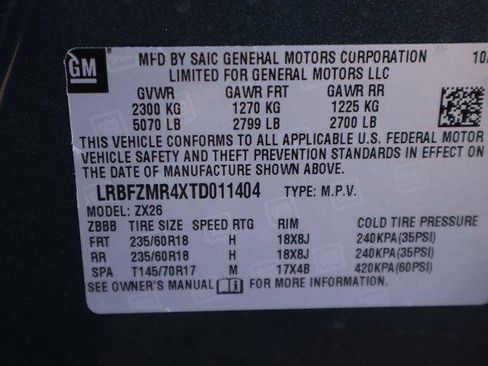 GM
MFD BY SAIC GENERAL MOTORS CORPORATION 10/
LIMITED FOR GENERAL MOTORS LLC
GVWR GAWR FRT GAWR RR
2300 KG 1270 KG 1225 KG
5070 LB 2799 LB 2700 LB
THIS VEHICLE CONFORMS TO ALL APPLICABLE U.S. FEDERAL MOTOR
VEHICLE SAFETY AND THEFT PREVENTION STANDARDS IN EFFECT ON
THE DATE OF MANUFACTURE SHOWN ABOVE.
LRBFZMR4XTD011404 TYPE: M.P.V.
MODEL: ZX26
ZBBB TIRE SIZE SPEED RTG RIM COLD TIRE PRESSURE
FRT 235/60R18 H 18X8J 240KPA(35PSI)
RR 235/60R18 H 18X8J 240KPA(35PSI)
SPA T145/70R17 M 17X4B 420KPA(60PSI)
SEE OWNER'S MANUAL FOR MORE INFORMATION.